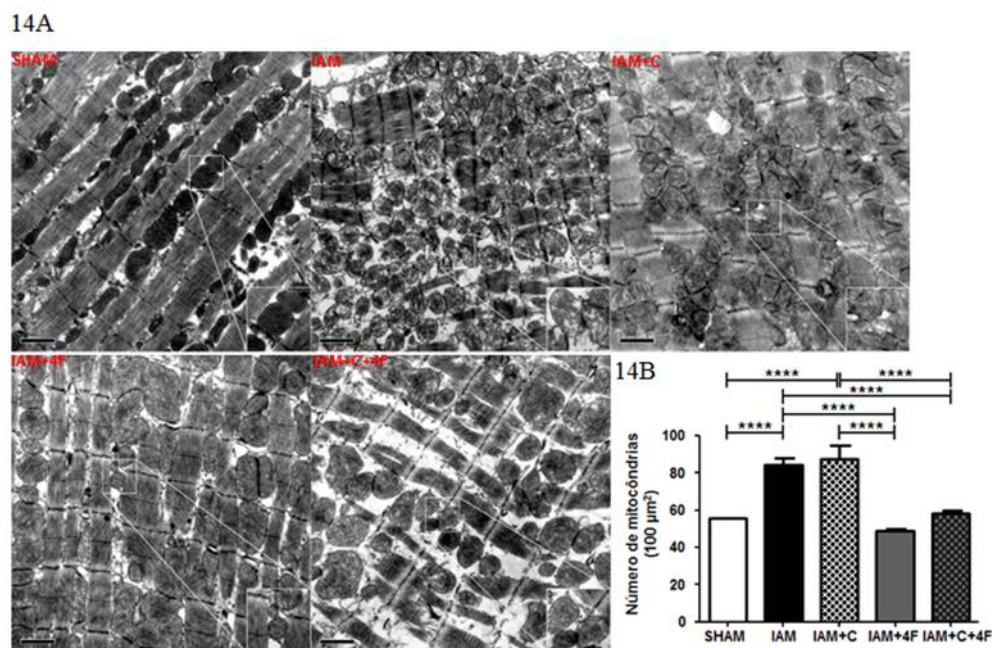 14A
SHAM
IAM
IAM+C
IAM+4F
IAM+C+4F
14B
****
****
****
****
****
****
Número de mitocôndrias
(100 µm²)
100
80
60
40
20
0
SHAM
IAM
IAM+C
IAM+4F
IAM+C+4F